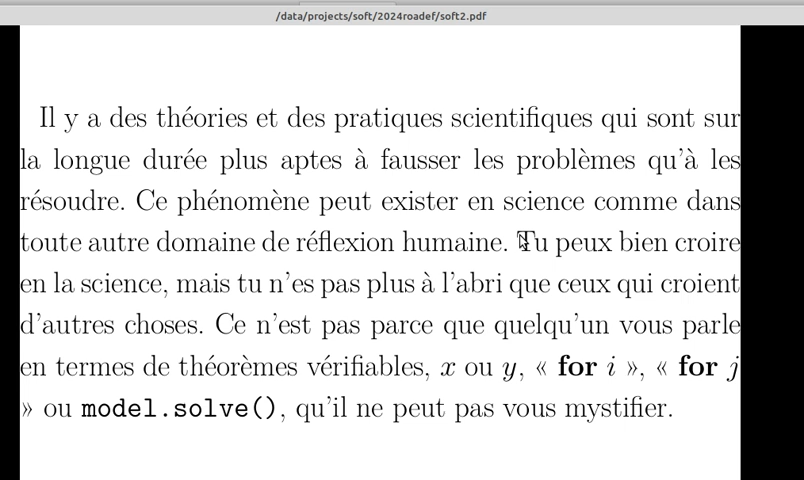 /data/projects/soft/2024roadef/soft2.pdf
Il y a des théories et des pratiques scientifiques qui sont sur
la longue durée plus aptes à fausser les problèmes qu'à les
résoudre. Ce phénomène peut exister en science comme dans
toute autre domaine de réflexion humaine. Tu peux bien croire
en la science, mais tu n'es pas plus à l'abri que ceux qui croient
d'autres choses. Ce n'est pas parce que quelqu'un vous parle
en termes de théorèmes vérifiables, x ou y, « for i », « for j
» ou model.solve(), qu'il ne peut pas vous mystifier.